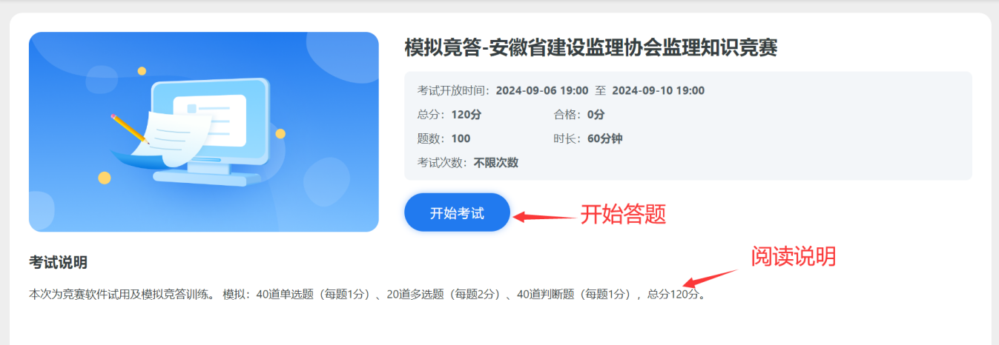 模拟竞答-安徽省建设监理协会监理知识竞赛
考试开放时间：2024-09-06 19:00 至 2024-09-10 19:00
总分：120分 合格：0分
题数：100 时长：60分钟
考试次数：不限次数
开始考试
开始答题
考试说明
阅读说明
本次为竞赛软件试用及模拟竞答训练。 模拟：40道单选题（每题1分）、20道多选题（每题2分）、40道判断题（每题1分），总分120分。